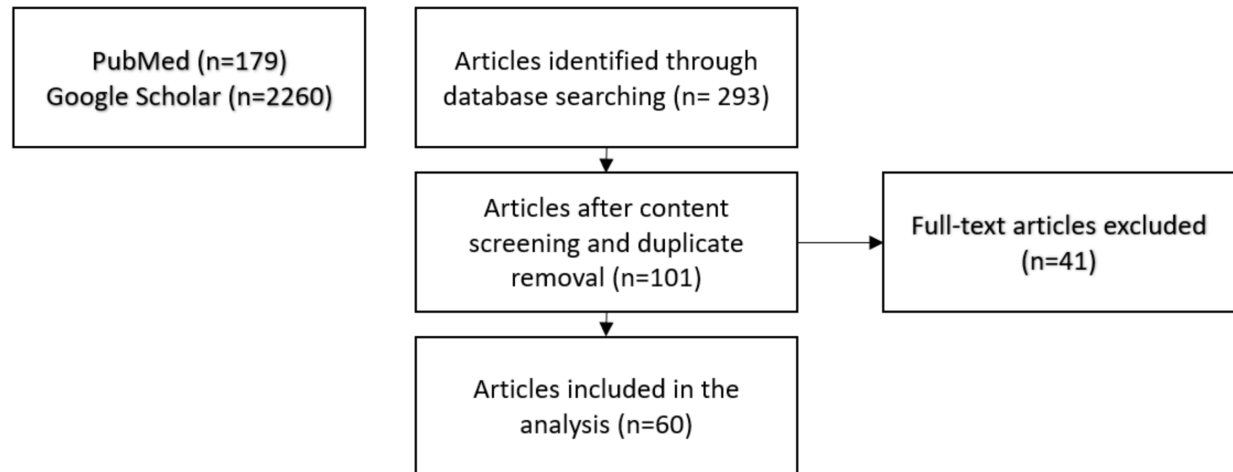 PubMed (n=179)
Google Scholar (n=2260)
Articles identified through
database searching (n= 293)
Articles after content
screening and duplicate
removal (n=101)
Full-text articles excluded
(n=41)
Articles included in the
analysis (n=60)